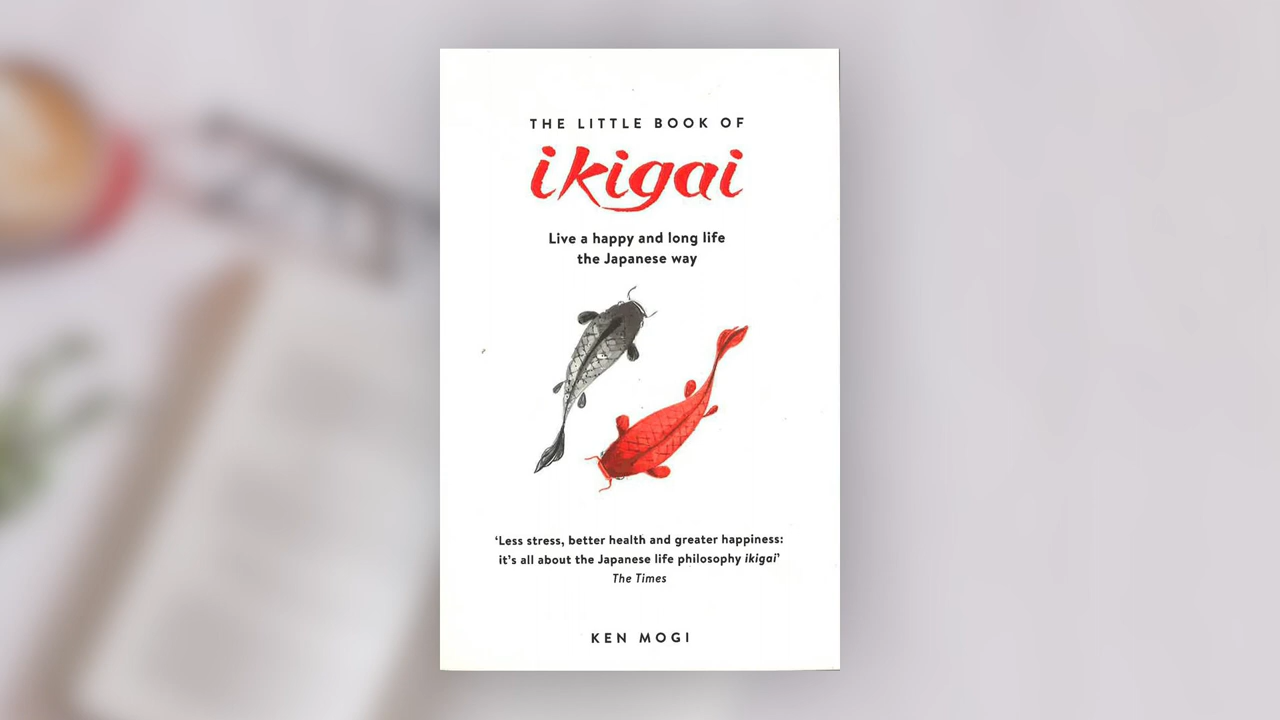 THE LITTLE BOOK OF
ikigai
Live a happy and long life
the Japanese way
‘Less stress, better health and greater happiness:
it’s all about the Japanese life philosophy ikigai’
The Times
KEN MOGI